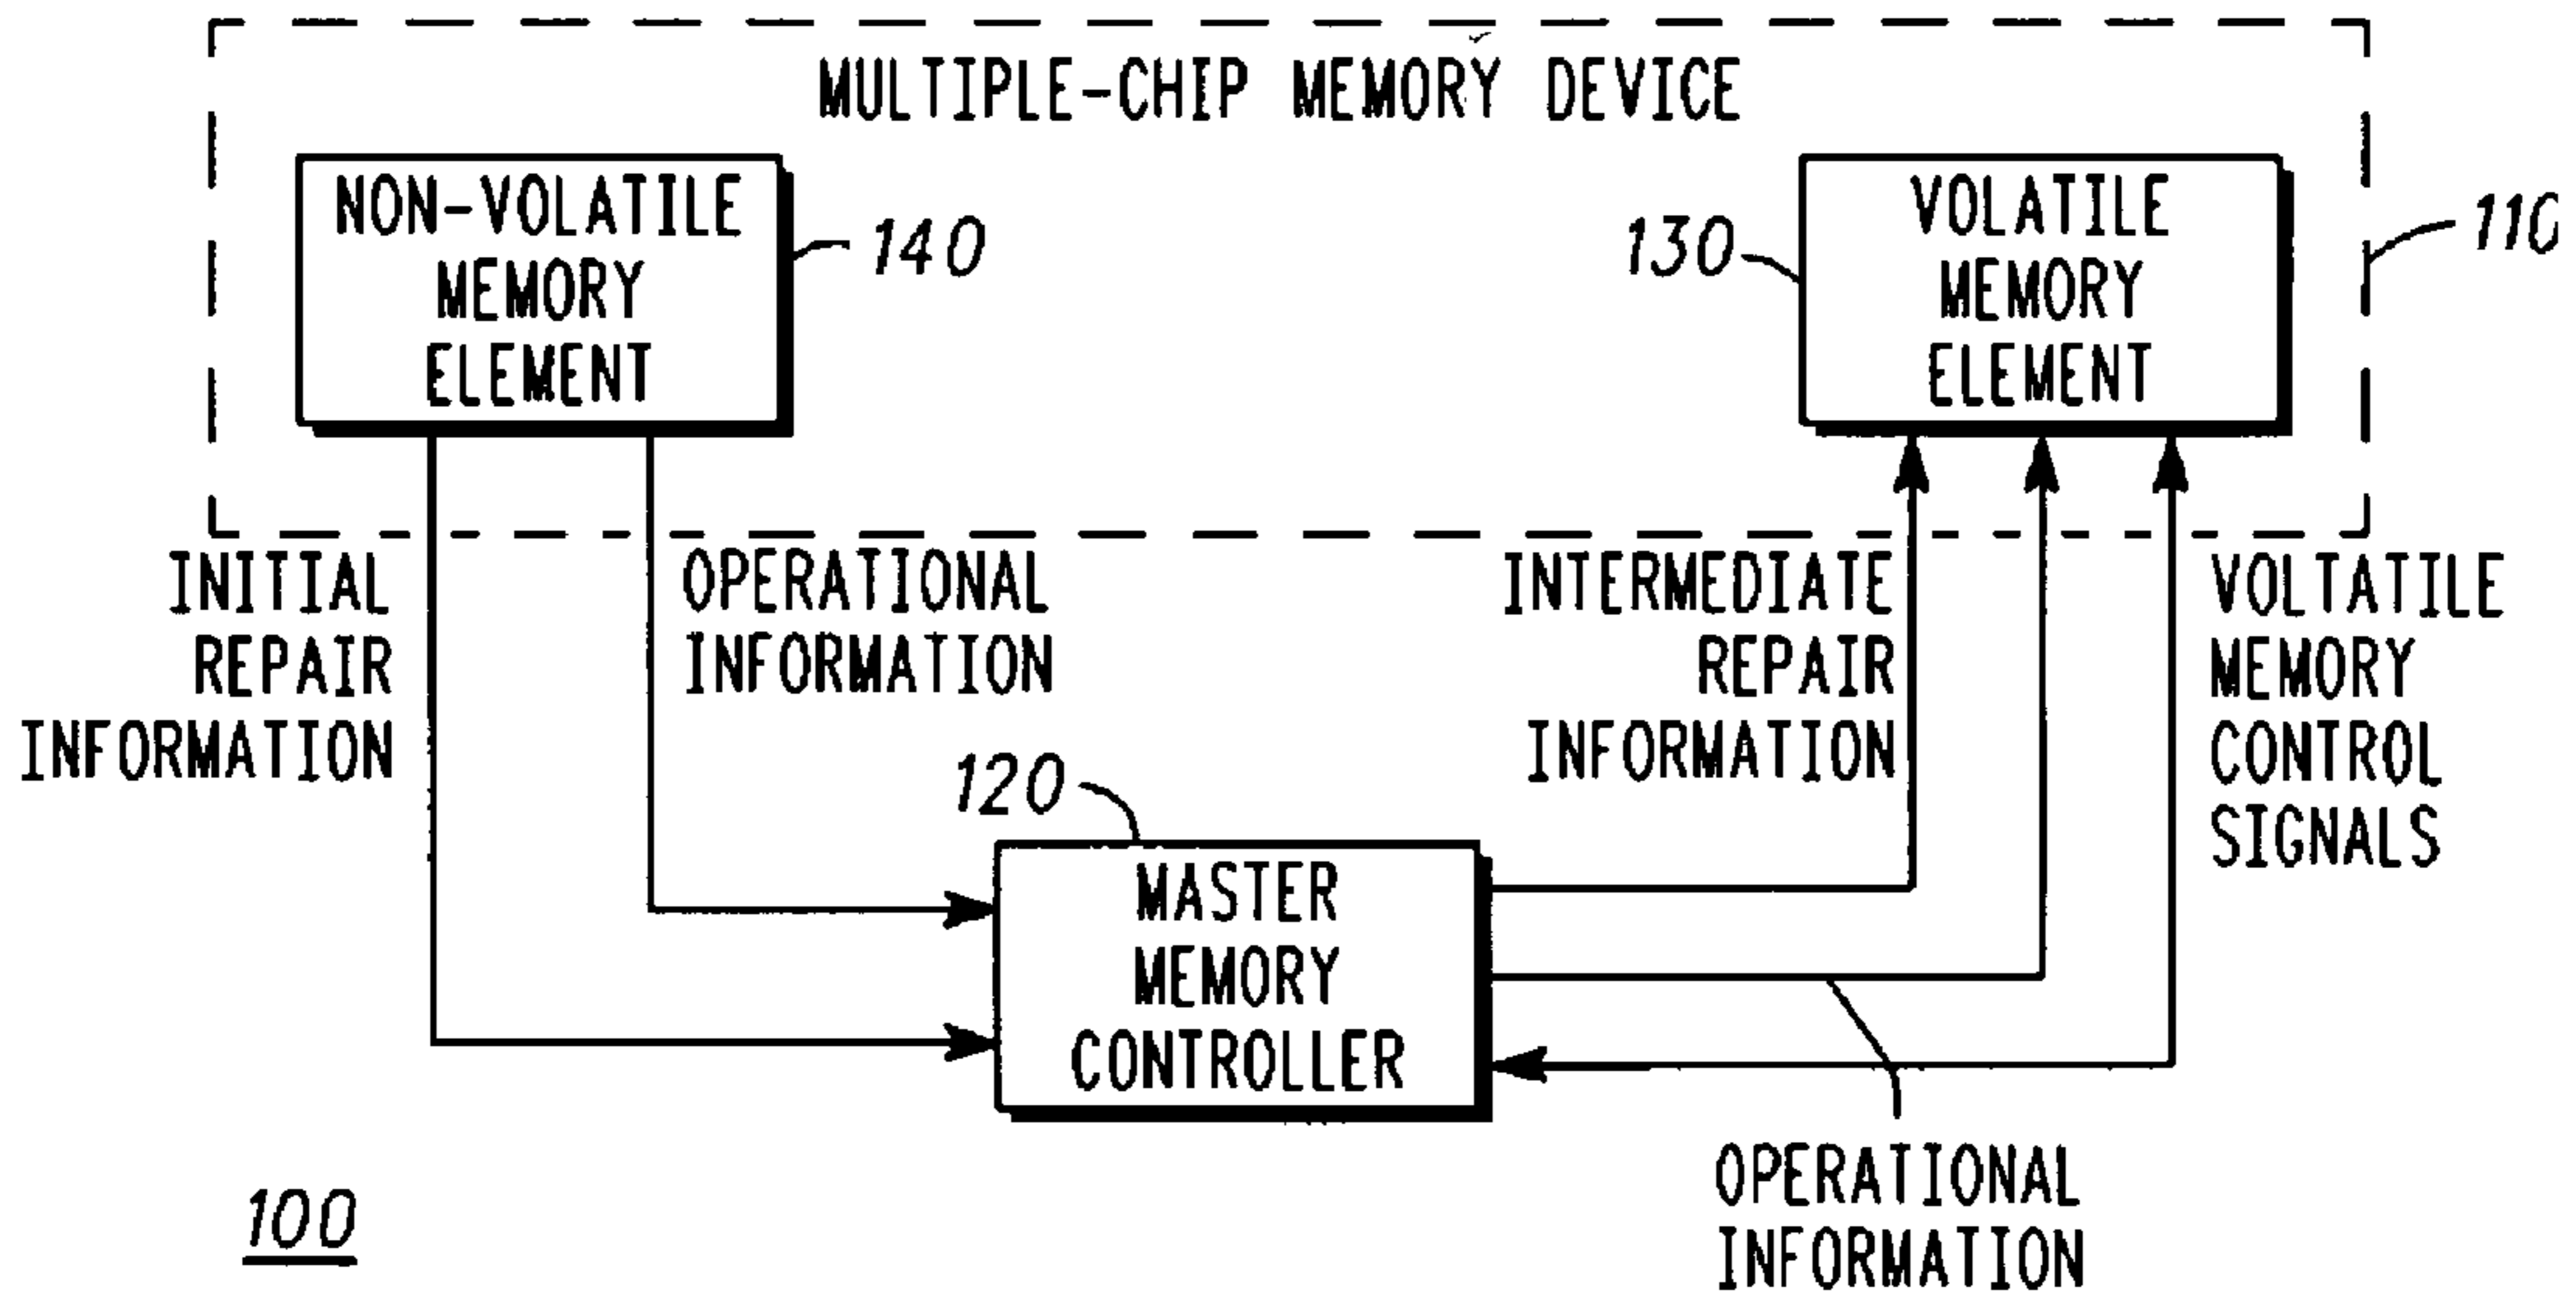 MULTIPLE-CHIP MEMORY DEVICE
NON-VOLATILE
MEMORY
ELEMENT
140
130
VOLATILE
MEMORY
ELEMENT
110
INITIAL
REPAIR
INFORMATION
OPERATIONAL
INFORMATION
INTERMEDIATE
REPAIR
INFORMATION
VOLTATILE
MEMORY
CONTROL
SIGNALS
120
MASTER
MEMORY
CONTROLLER
OPERATIONAL
INFORMATION
100